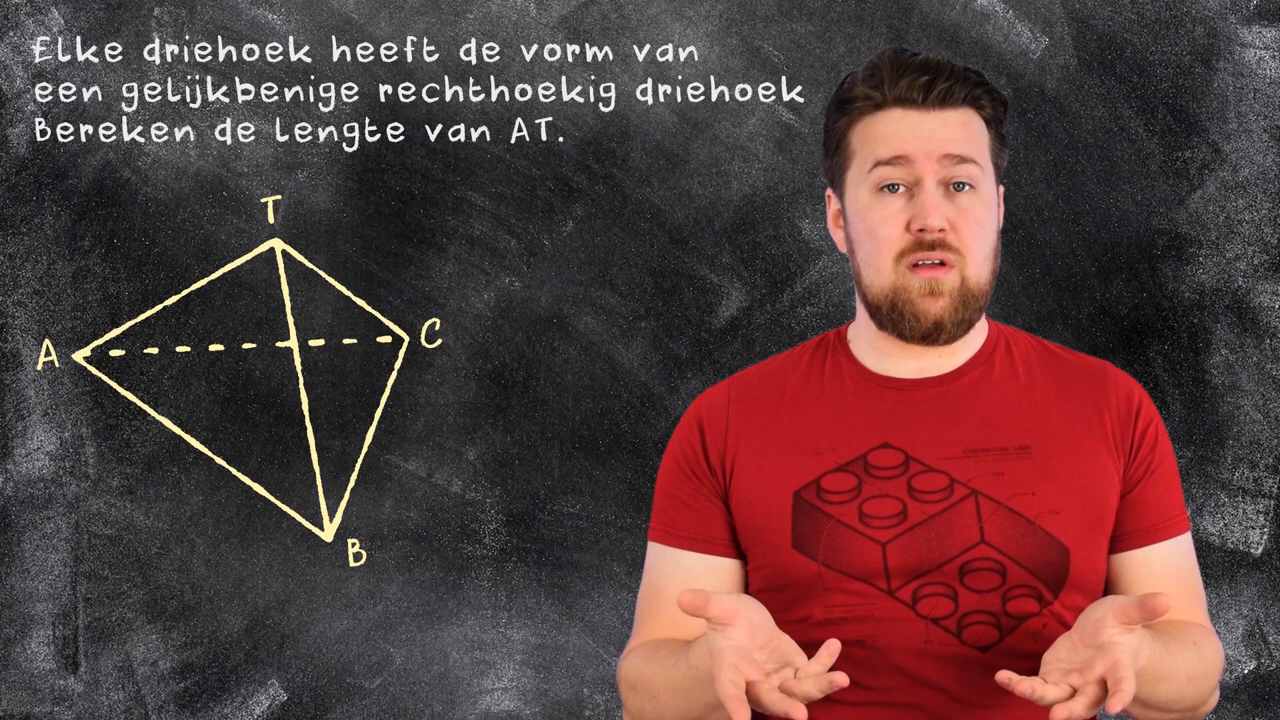 Elke driehoek heeft de vorm van
een gelijkbenige rechthoekig driehoek
Bereken de lengte van AT.
T
A
C
B